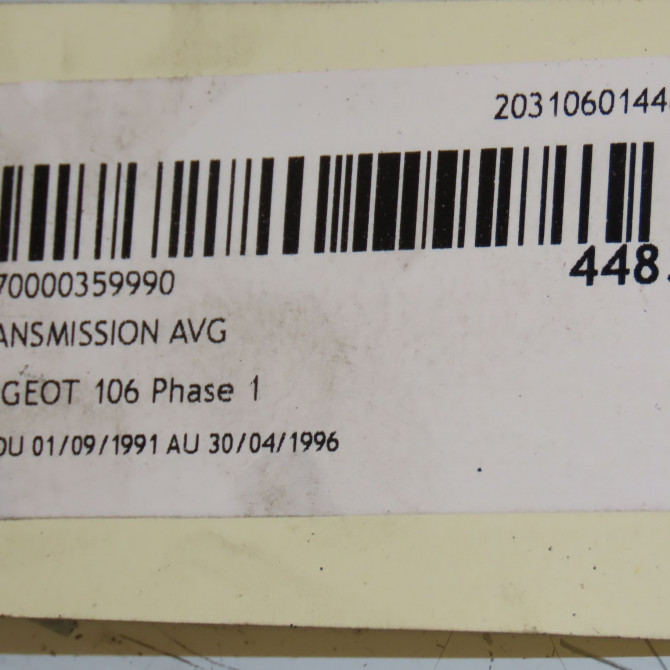 2031060144
448.
70000359990
ANSMISSION AVG
GEOT 106 Phase 1
DU 01/09/1991 AU 30/04/1996